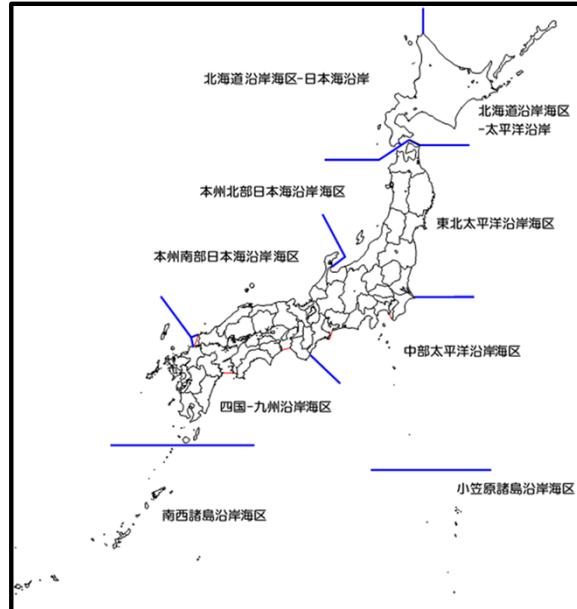 北海道沿岸海区-日本海沿岸
北海道沿岸海区
-太平洋沿岸
本州北部日本海沿岸海区
東北太平洋沿岸海区
本州南部日本海沿岸海区
中部太平洋沿岸海区
四国-九州沿岸海区
小笠原諸島沿岸海区
南西諸島沿岸海区